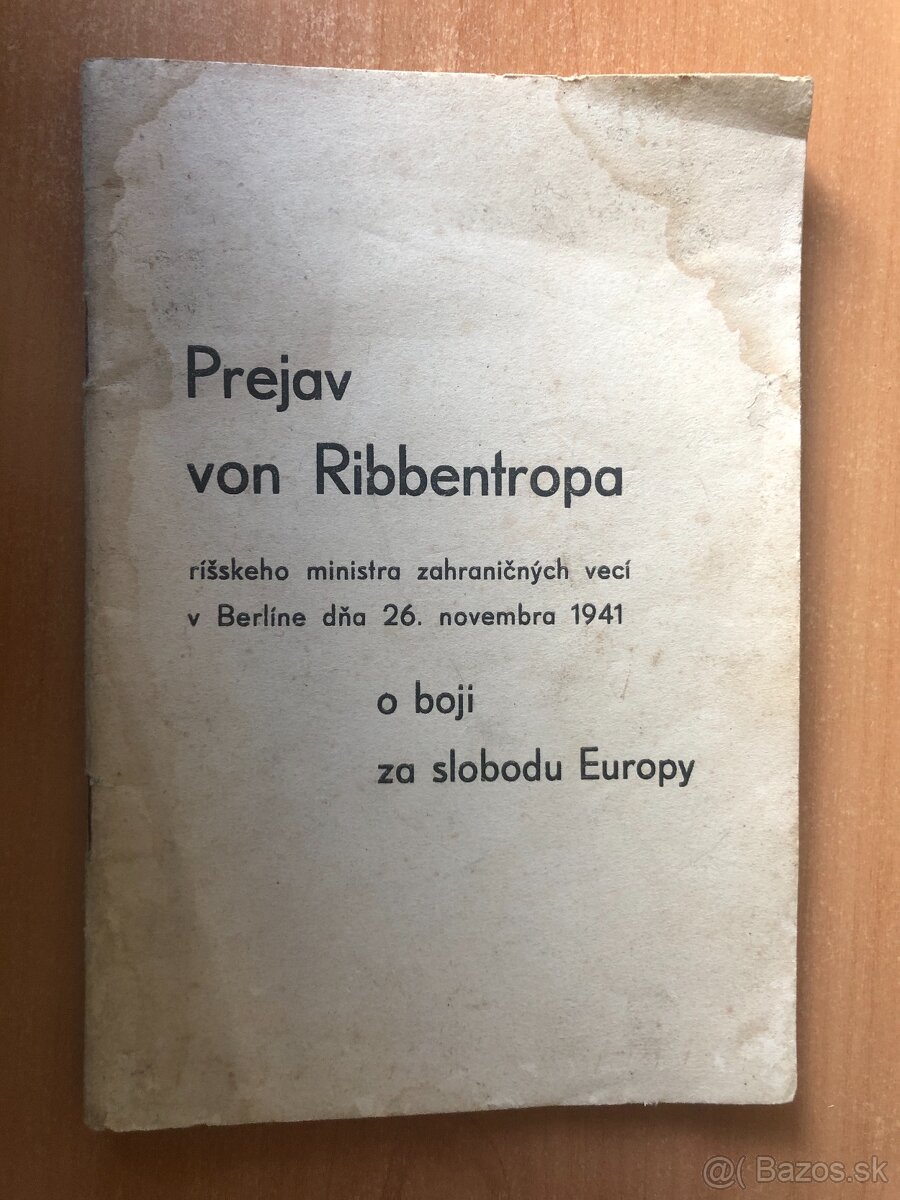 Prejav
von Ribbentropa
ríšskeho ministra zahraničných vecí
v Berlíne dňa 26. novembra 1941
o boji
za slobodu Europy
@( Bazos.sk